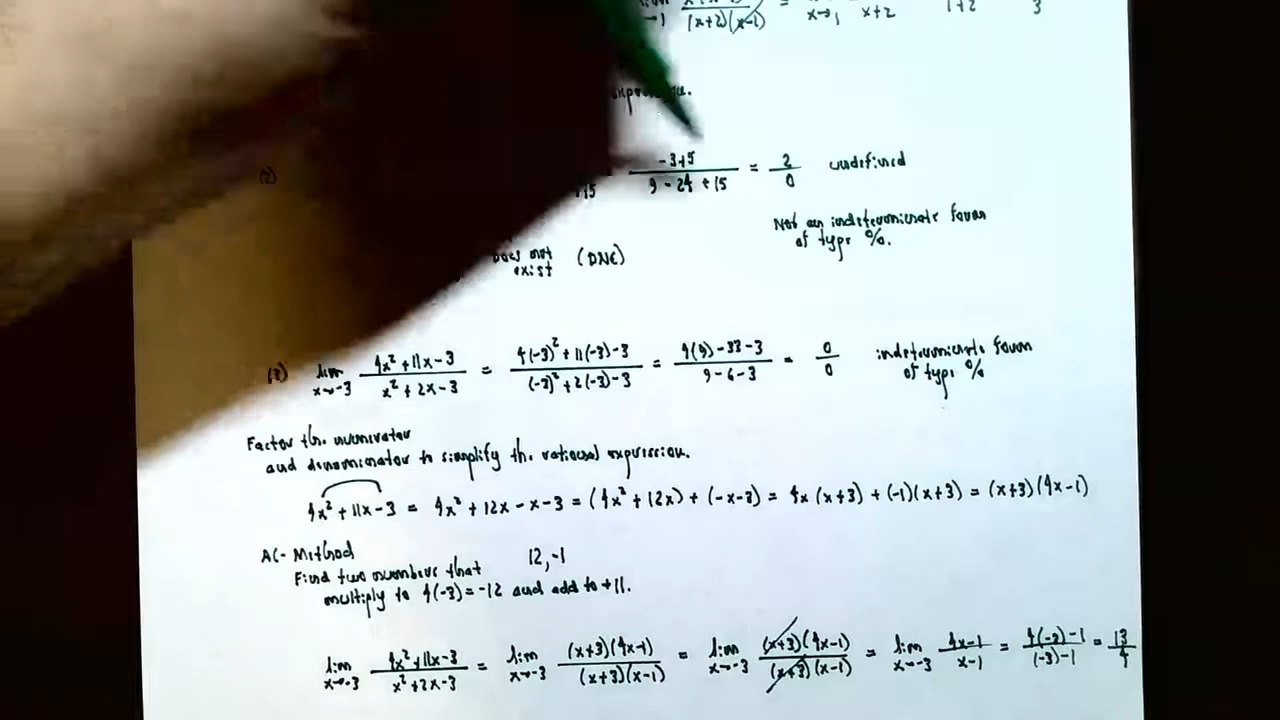 (x+2)(x-1) = x→1 x+2 1+2 3
(2) -3+5 / 9-24+15 = 2/0 undefined
Not an indeterminate form
of type %.
Does not exist (DNE)
(3) lim x→-3 4x²+11x-3 / x²+2x-3 = 4(-3)²+11(-3)-3 / (-3)²+2(-3)-3 = 4(9)-33-3 / 9-6-3 = 0/0 indeterminate form
of type %
Factor the numerator
and denominator to simplify the rational expression.
4x²+11x-3 = 4x²+12x-x-3 = (4x²+12x)+(-x-3) = 4x(x+3)+(-1)(x+3) = (x+3)(4x-1)
AC-Method 12,-1
Find two numbers that
multiply to 4(-3)=-12 and add to +11.
lim x→-3 4x²+11x-3 / x²+2x-3 = lim x→-3 (x+3)(4x-1) / (x+3)(x-1) = lim x→-3 (x+3)(4x-1) / (x+3)(x-1) = lim x→-3 4x-1 / x-1 = 4(-3)-1 / (-3)-1 = 13/4